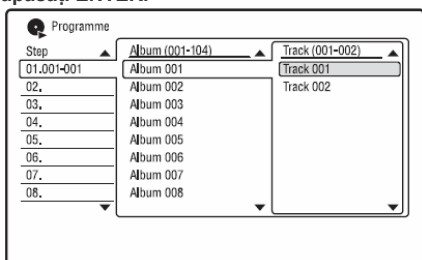 Programme
Step Album (001-104) Track (001-002)
01.001-001 Album 001 Track 001
02. Album 002 Track 002
03. Album 003
04. Album 004
05. Album 005
06. Album 006
07. Album 007
08. Album 008